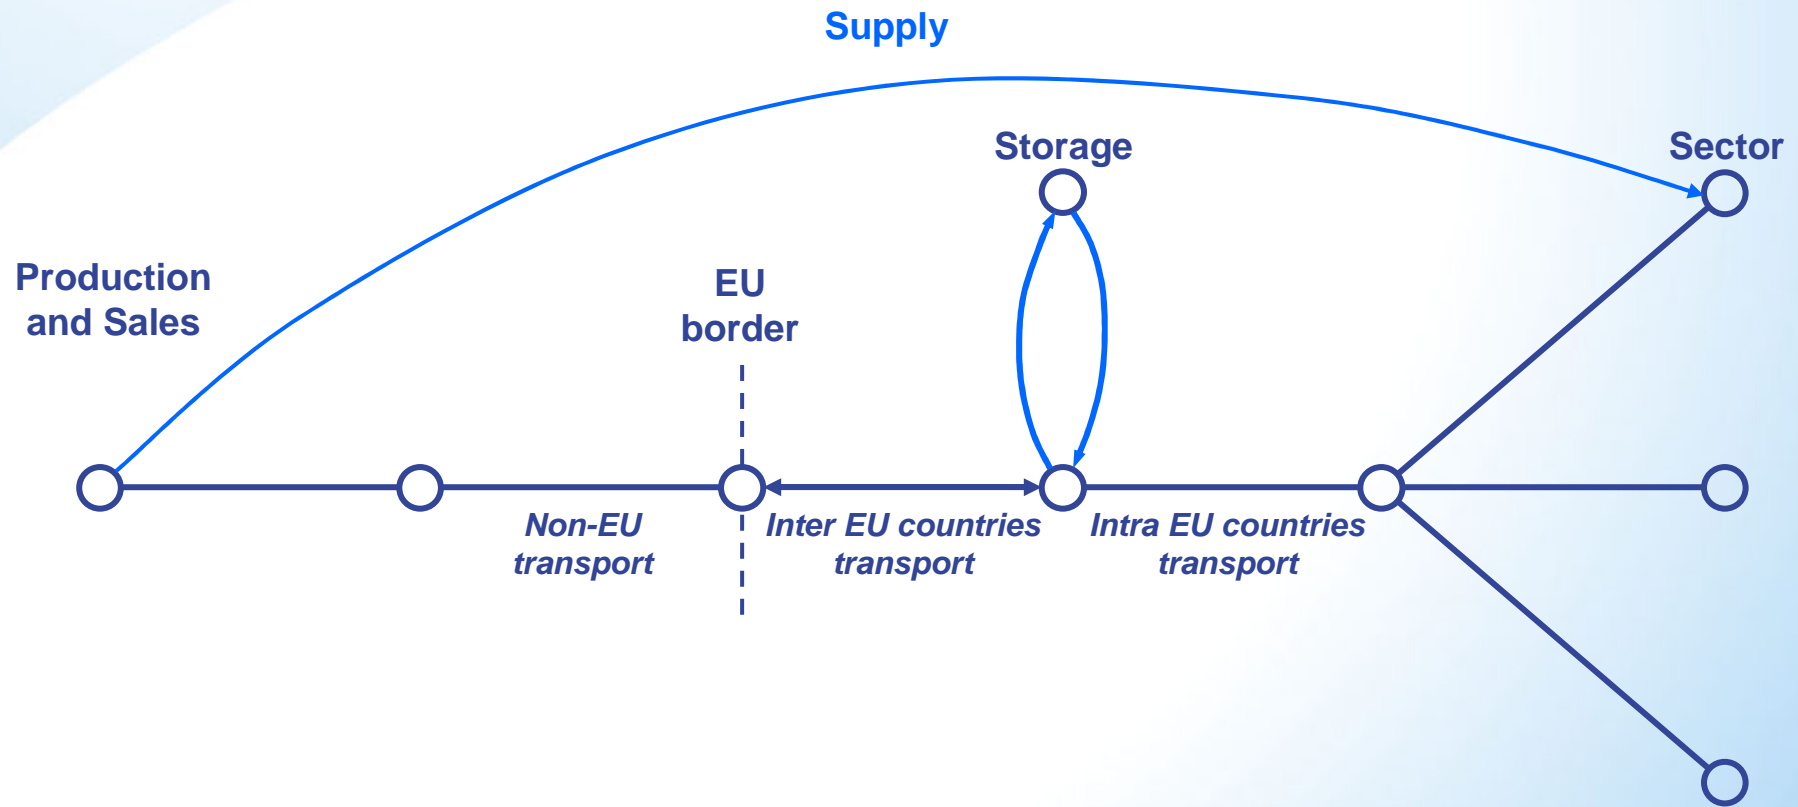 Supply
Storage
Sector
Production
and Sales
EU
border
Non-EU
transport
Inter EU countries
transport
Intra EU countries
transport